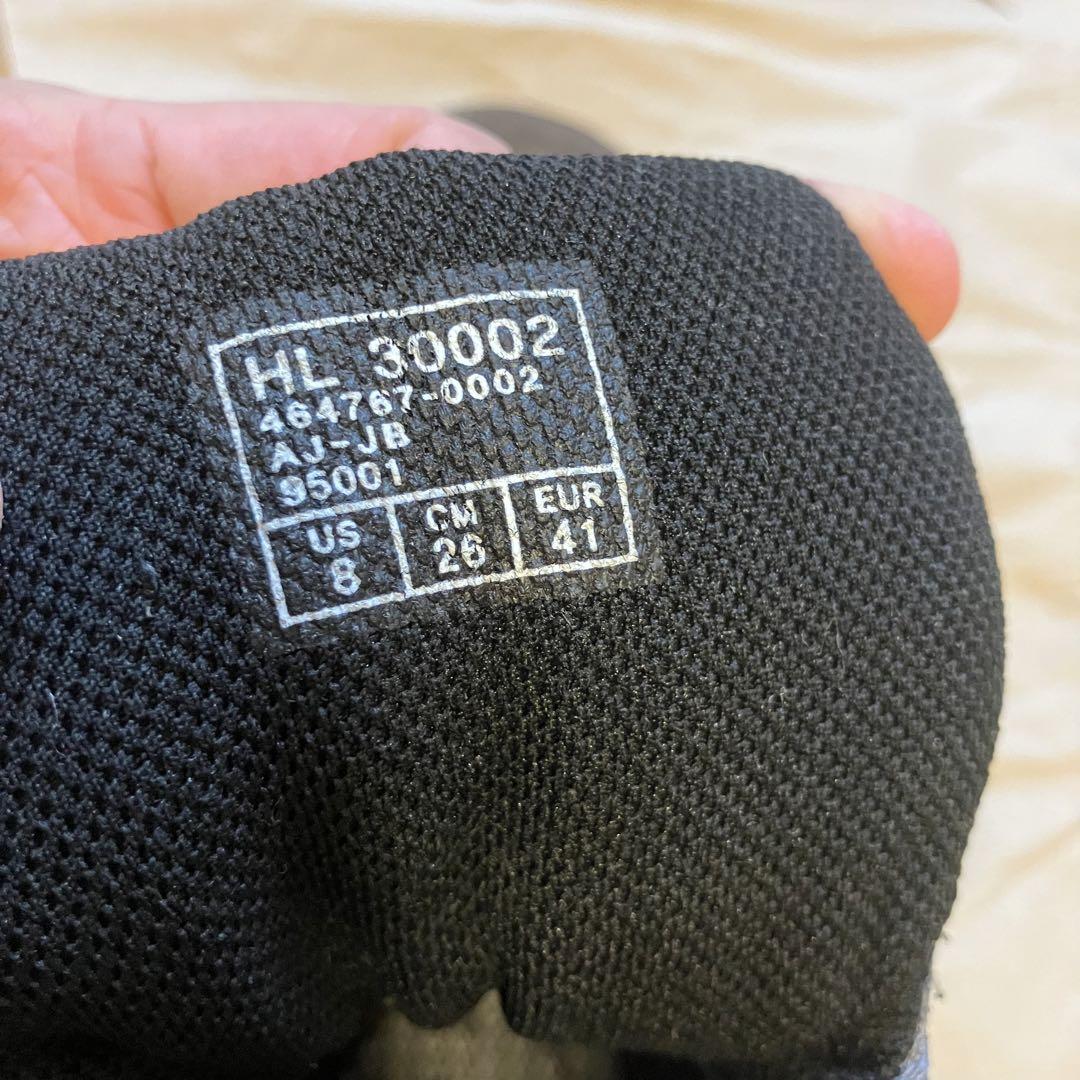 HL 30002
464767-0002
AJ-JB
95001
US CM EUR
8 26 41